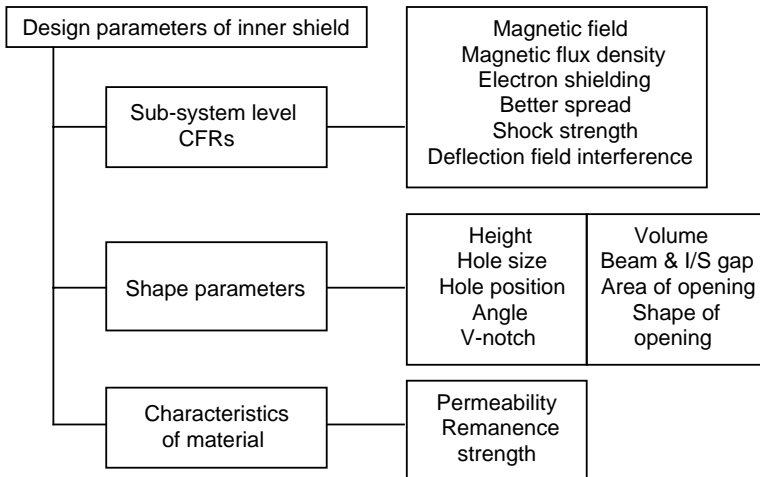 Design parameters of inner shield
Sub-system level
CFRs
Magnetic field
Magnetic flux density
Electron shielding
Better spread
Shock strength
Deflection field interference
Shape parameters
Height
Hole size
Hole position
Angle
V-notch
Volume
Beam & I/S gap
Area of opening
Shape of
opening
Characteristics
of material
Permeability
Remanence
strength